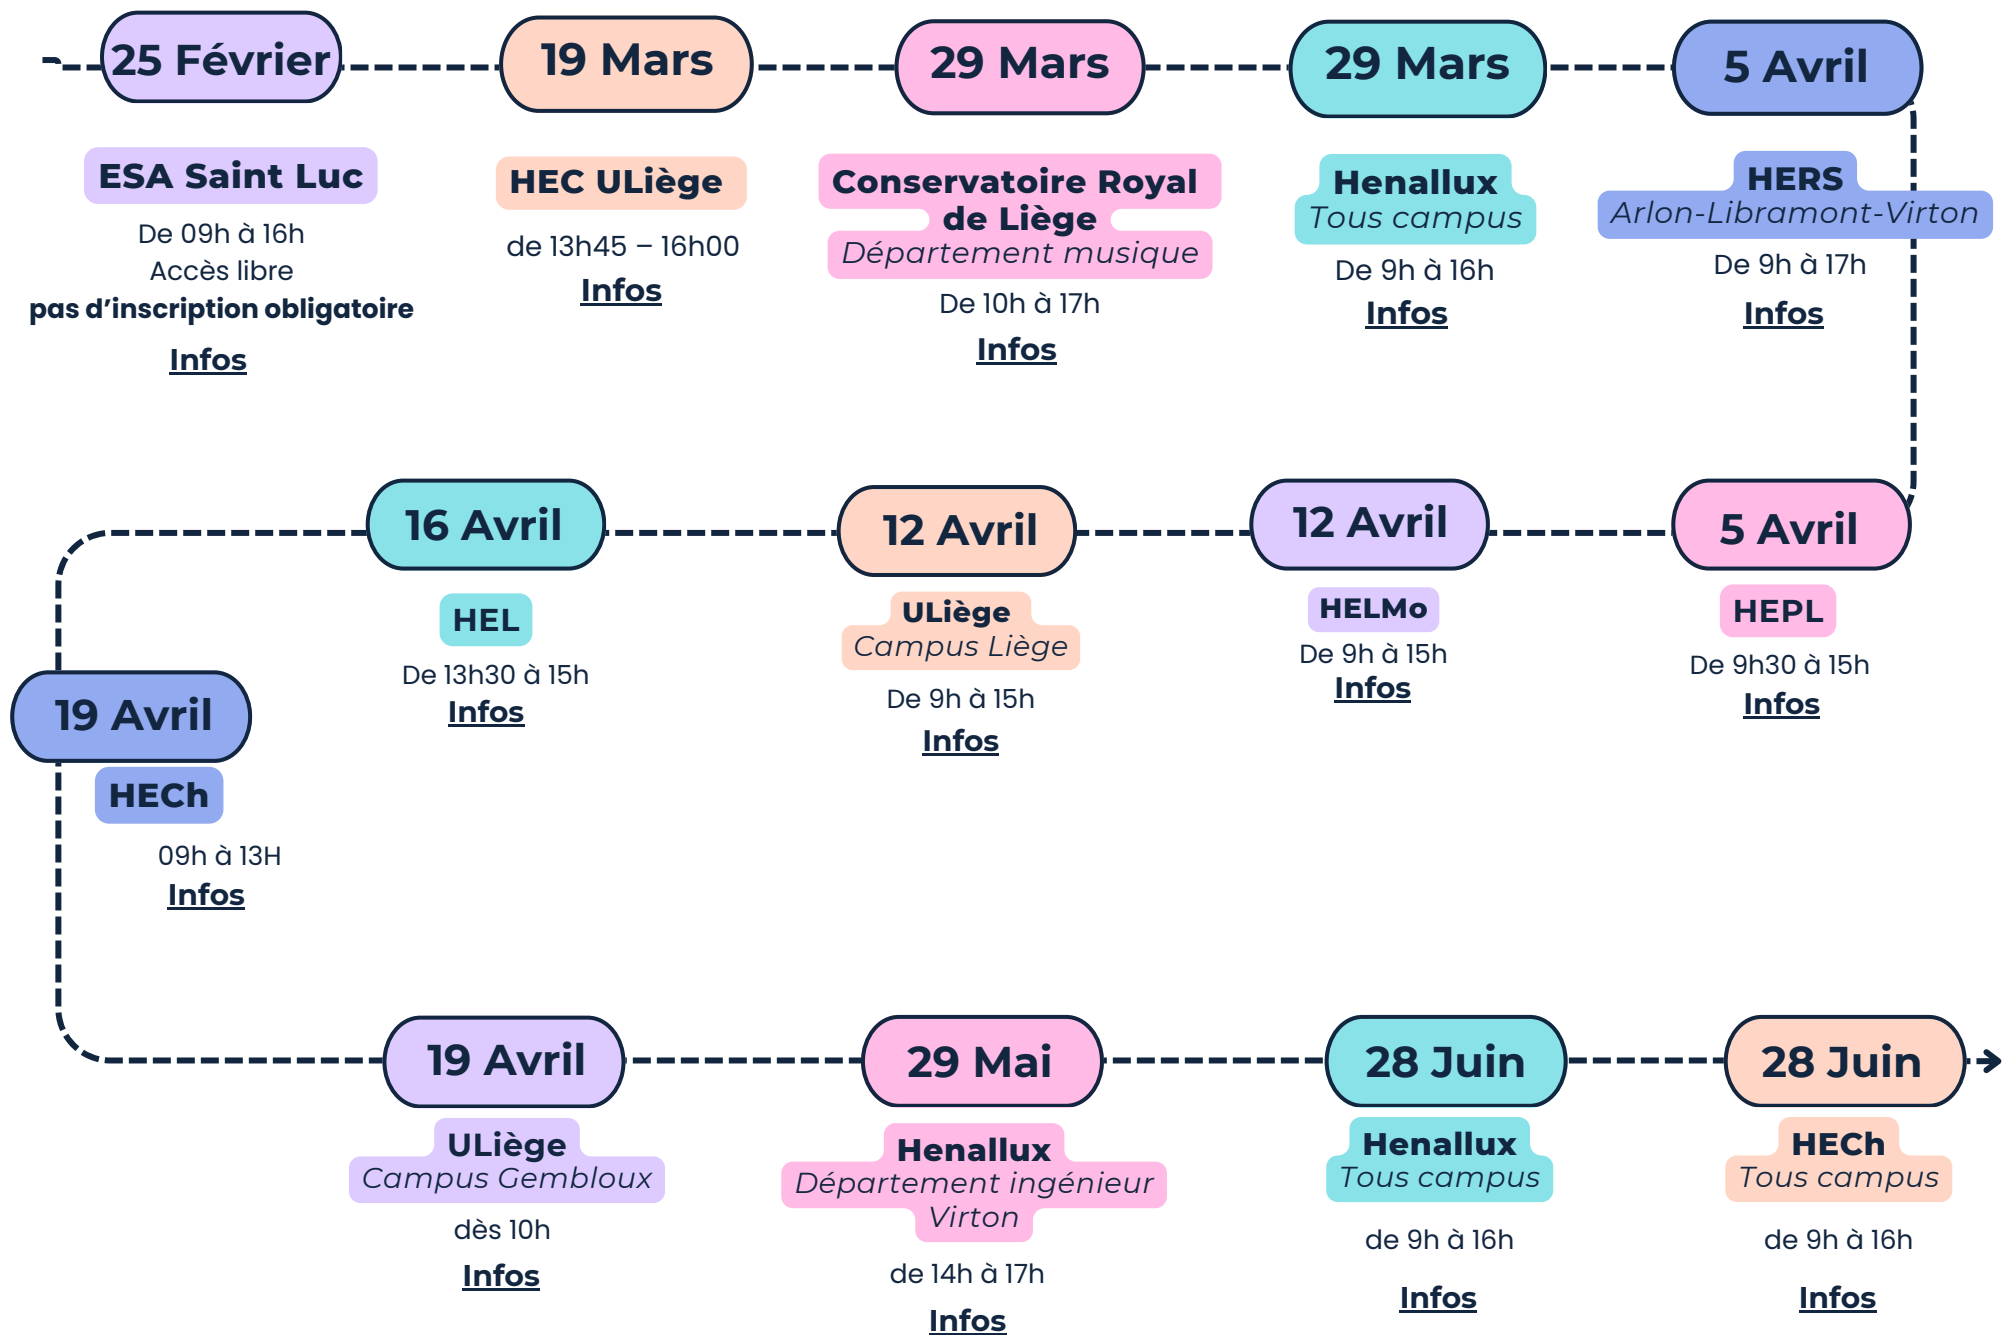 25 Février
ESA Saint Luc
De 09h à 16h
Accès libre
pas d'inscription obligatoire
Infos
19 Mars
HEC ULiège
de 13h45 – 16h00
Infos
29 Mars
Conservatoire Royal
de Liège
Département musique
De 10h à 17h
Infos
29 Mars
Henallux
Tous campus
De 9h à 16h
Infos
5 Avril
HERS
Arlon-Libramont-Virton
De 9h à 17h
Infos
5 Avril
HEPL
De 9h30 à 15h
Infos
12 Avril
HELMo
De 9h à 15h
Infos
12 Avril
ULiège
Campus Liège
De 9h à 15h
Infos
16 Avril
HEL
De 13h30 à 15h
Infos
19 Avril
HECh
09h à 13H
Infos
19 Avril
ULiège
Campus Gembloux
dès 10h
Infos
29 Mai
Henallux
Département ingénieur
Virton
de 14h à 17h
Infos
28 Juin
Henallux
Tous campus
de 9h à 16h
Infos
28 Juin
HECh
Tous campus
de 9h à 16h
Infos